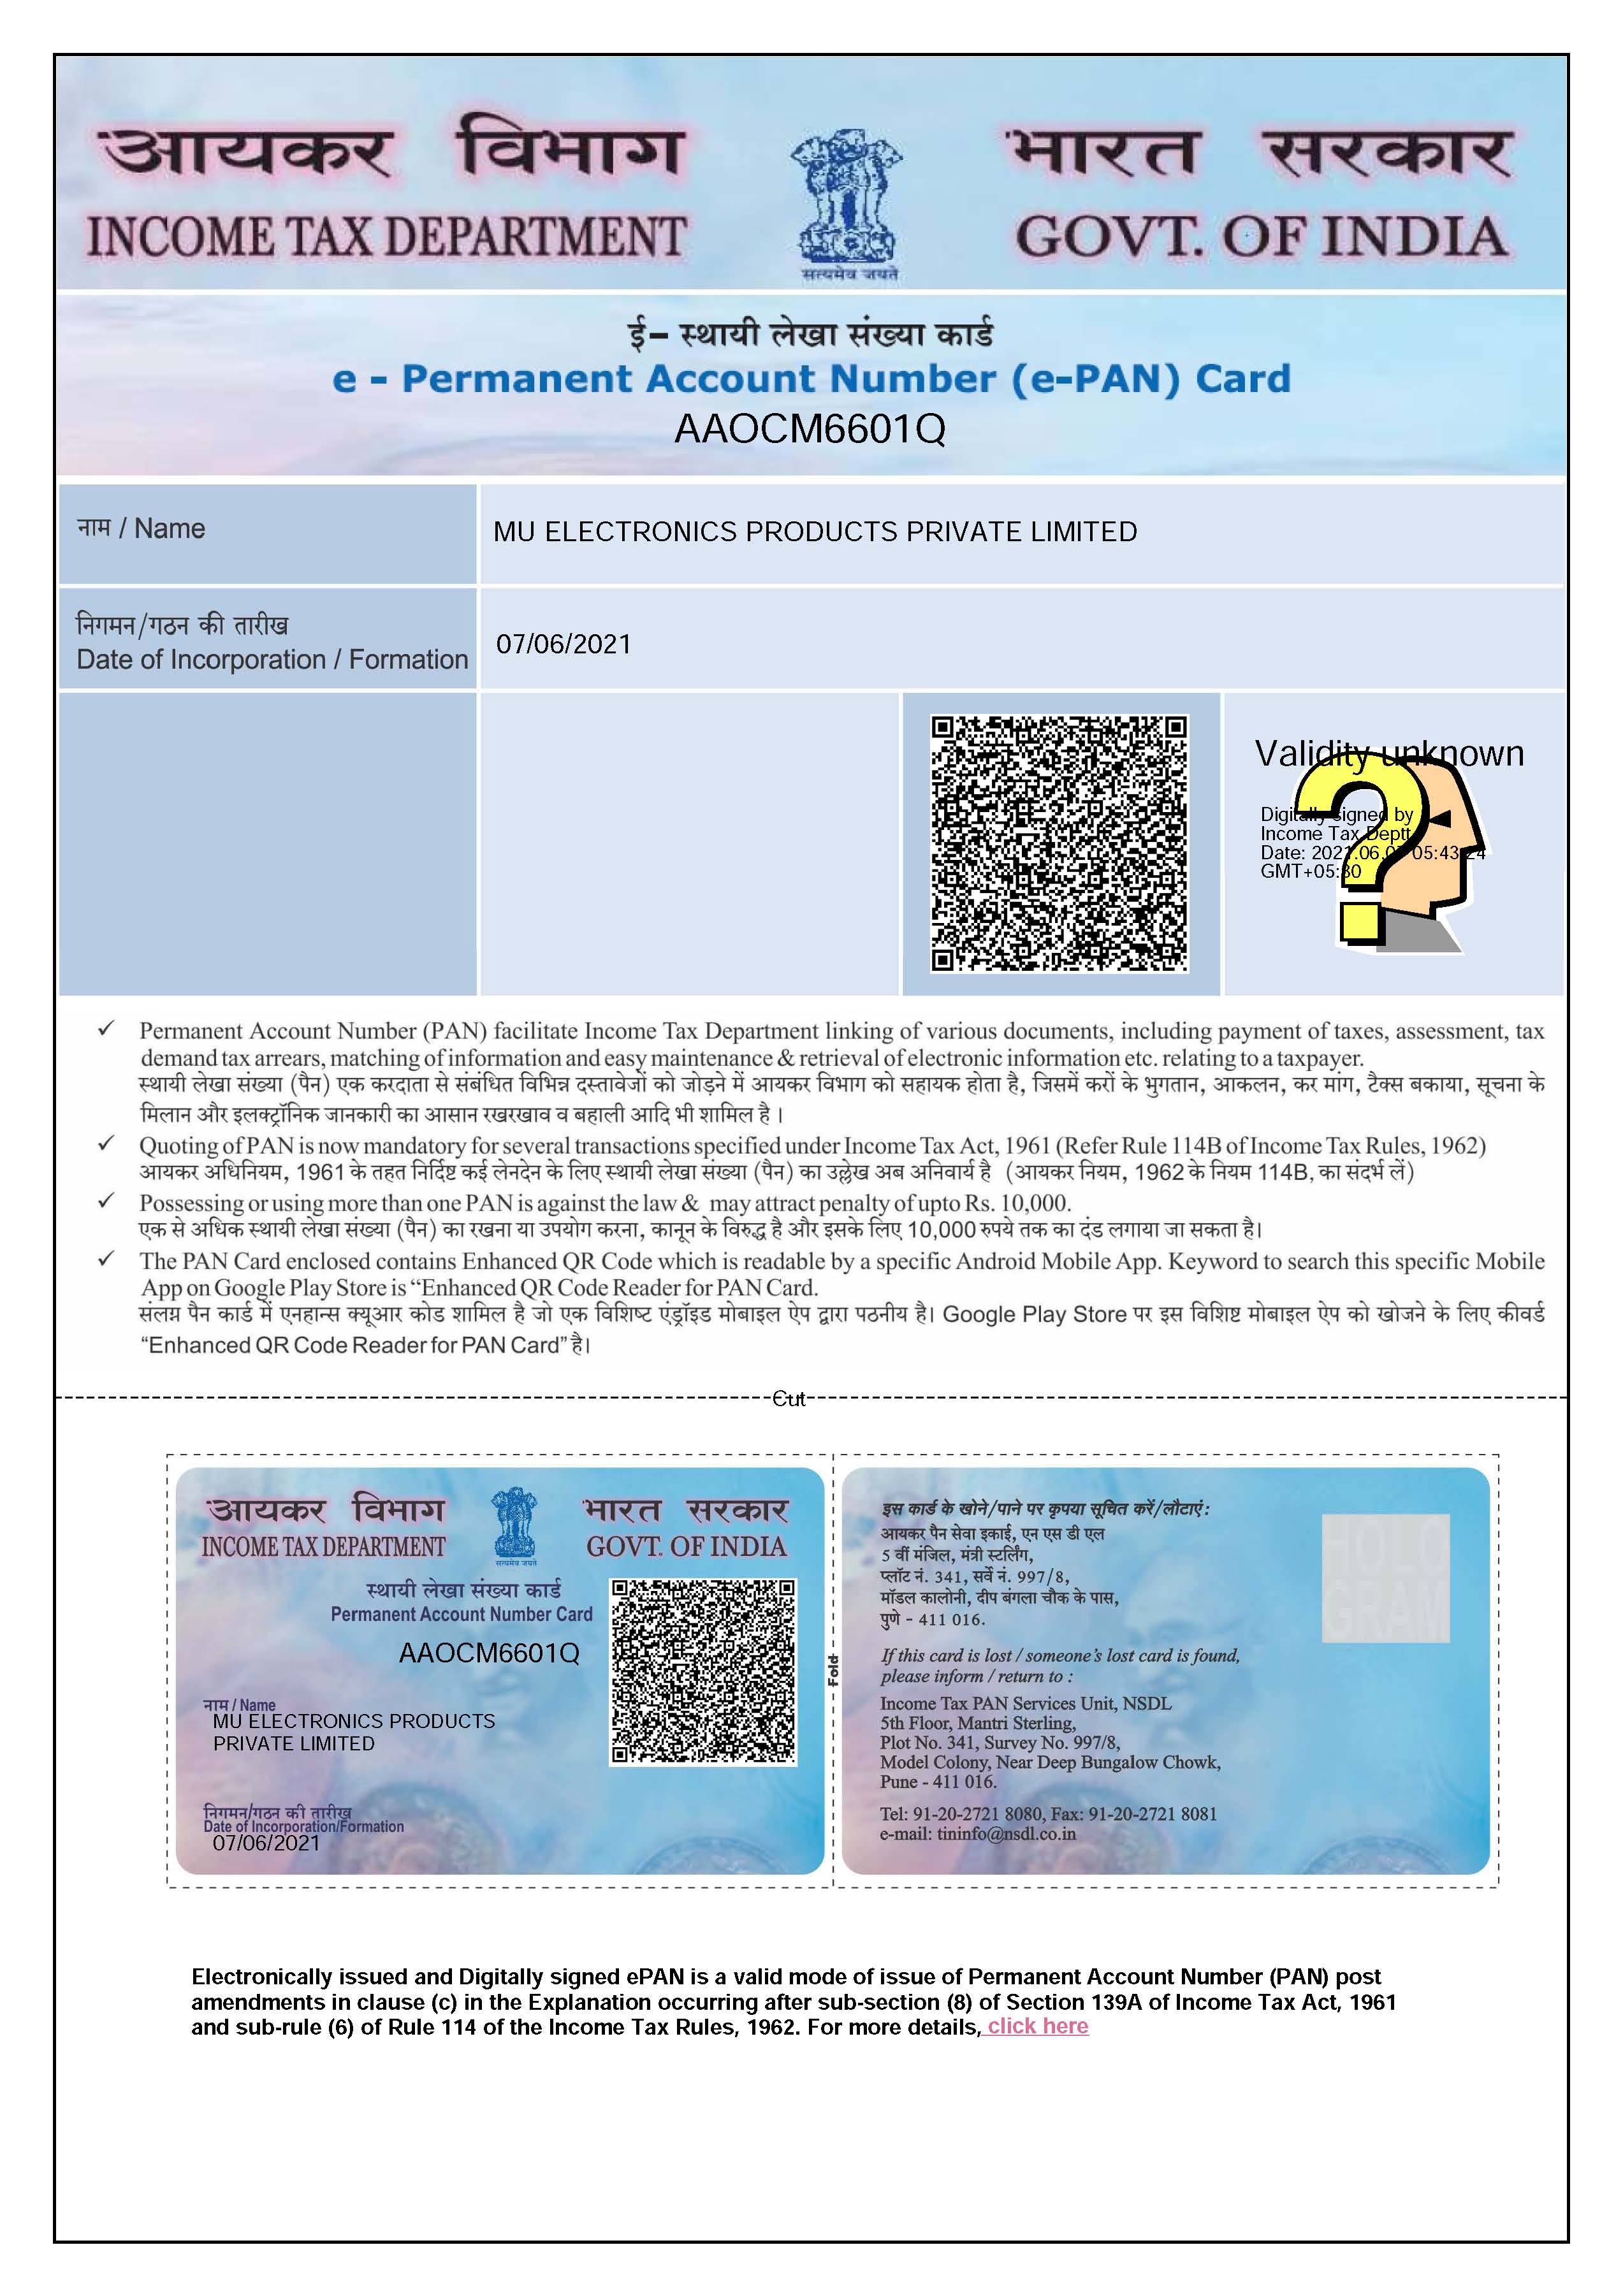 आयकर विभाग
INCOME TAX DEPARTMENT
सत्यमेव जयते
भारत सरकार
GOVT. OF INDIA
ई– स्थायी लेखा संख्या कार्ड
e - Permanent Account Number (e-PAN) Card
AAOCM6601Q
नाम / Name
MU ELECTRONICS PRODUCTS PRIVATE LIMITED
निगमन/गठन की तारीख
Date of Incorporation / Formation
07/06/2021
Validity unknown
Digitally signed by
Income Tax Deptt
Date: 2021.06.  05:43:24
GMT+05:30
✓ Permanent Account Number (PAN) facilitate Income Tax Department linking of various documents, including payment of taxes, assessment, tax
demand tax arrears, matching of information and easy maintenance & retrieval of electronic information etc. relating to a taxpayer.
स्थायी लेखा संख्या (पैन) एक करदाता से संबंधित विभिन्न दस्तावेजों को जोड़ने में आयकर विभाग को सहायक होता है, जिसमें करों के भुगतान, आकलन, कर मांग, टैक्स बकाया, सूचना के
मिलान और इलक्ट्रॉनिक जानकारी का आसान रखरखाव व बहाली आदि भी शामिल है ।
✓ Quoting of PAN is now mandatory for several transactions specified under Income Tax Act, 1961 (Refer Rule 114B of Income Tax Rules, 1962)
आयकर अधिनियम, 1961 के तहत निर्दिष्ट कई लेनदेन के लिए स्थायी लेखा संख्या (पैन) का उल्लेख अब अनिवार्य है (आयकर नियम, 1962 के नियम 114B, का संदर्भ लें)
✓ Possessing or using more than one PAN is against the law & may attract penalty of upto Rs. 10,000.
एक से अधिक स्थायी लेखा संख्या (पैन) का रखना या उपयोग करना, कानून के विरुद्ध है और इसके लिए 10,000 रुपये तक का दंड लगाया जा सकता है।
✓ The PAN Card enclosed contains Enhanced QR Code which is readable by a specific Android Mobile App. Keyword to search this specific Mobile
App on Google Play Store is “Enhanced QR Code Reader for PAN Card.
संलग्न पैन कार्ड में एनहान्स क्यूआर कोड शामिल है जो एक विशिष्ट एंड्रॉइड मोबाइल ऐप द्वारा पठनीय है। Google Play Store पर इस विशिष्ट मोबाइल ऐप को खोजने के लिए कीवर्ड
“Enhanced QR Code Reader for PAN Card” है।
Cut
आयकर विभाग
INCOME TAX DEPARTMENT
सत्यमेव जयते
भारत सरकार
GOVT. OF INDIA
स्थायी लेखा संख्या कार्ड
Permanent Account Number Card
AAOCM6601Q
नाम / Name
MU ELECTRONICS PRODUCTS
PRIVATE LIMITED
निगमन/गठन की तारीख
Date of Incorporation/Formation
07/06/2021
Fold
इस कार्ड के खोने/पाने पर कृपया सूचित करें/लौटाएं :
आयकर पैन सेवा इकाई, एन एस डी एल
5 वीं मंजिल, मंत्री स्टर्लिंग,
प्लॉट नं. 341, सर्वे नं. 997/8,
मॉडल कालोनी, दीप बंगला चौक के पास,
पुणे - 411 016.
If this card is lost / someone's lost card is found,
please inform / return to :
Income Tax PAN Services Unit, NSDL
5th Floor, Mantri Sterling,
Plot No. 341, Survey No. 997/8,
Model Colony, Near Deep Bungalow Chowk,
Pune - 411 016.
Tel: 91-20-2721 8080, Fax: 91-20-2721 8081
e-mail: tininfo@nsdl.co.in
Electronically issued and Digitally signed ePAN is a valid mode of issue of Permanent Account Number (PAN) post
amendments in clause (c) in the Explanation occurring after sub-section (8) of Section 139A of Income Tax Act, 1961
and sub-rule (6) of Rule 114 of the Income Tax Rules, 1962. For more details, click here